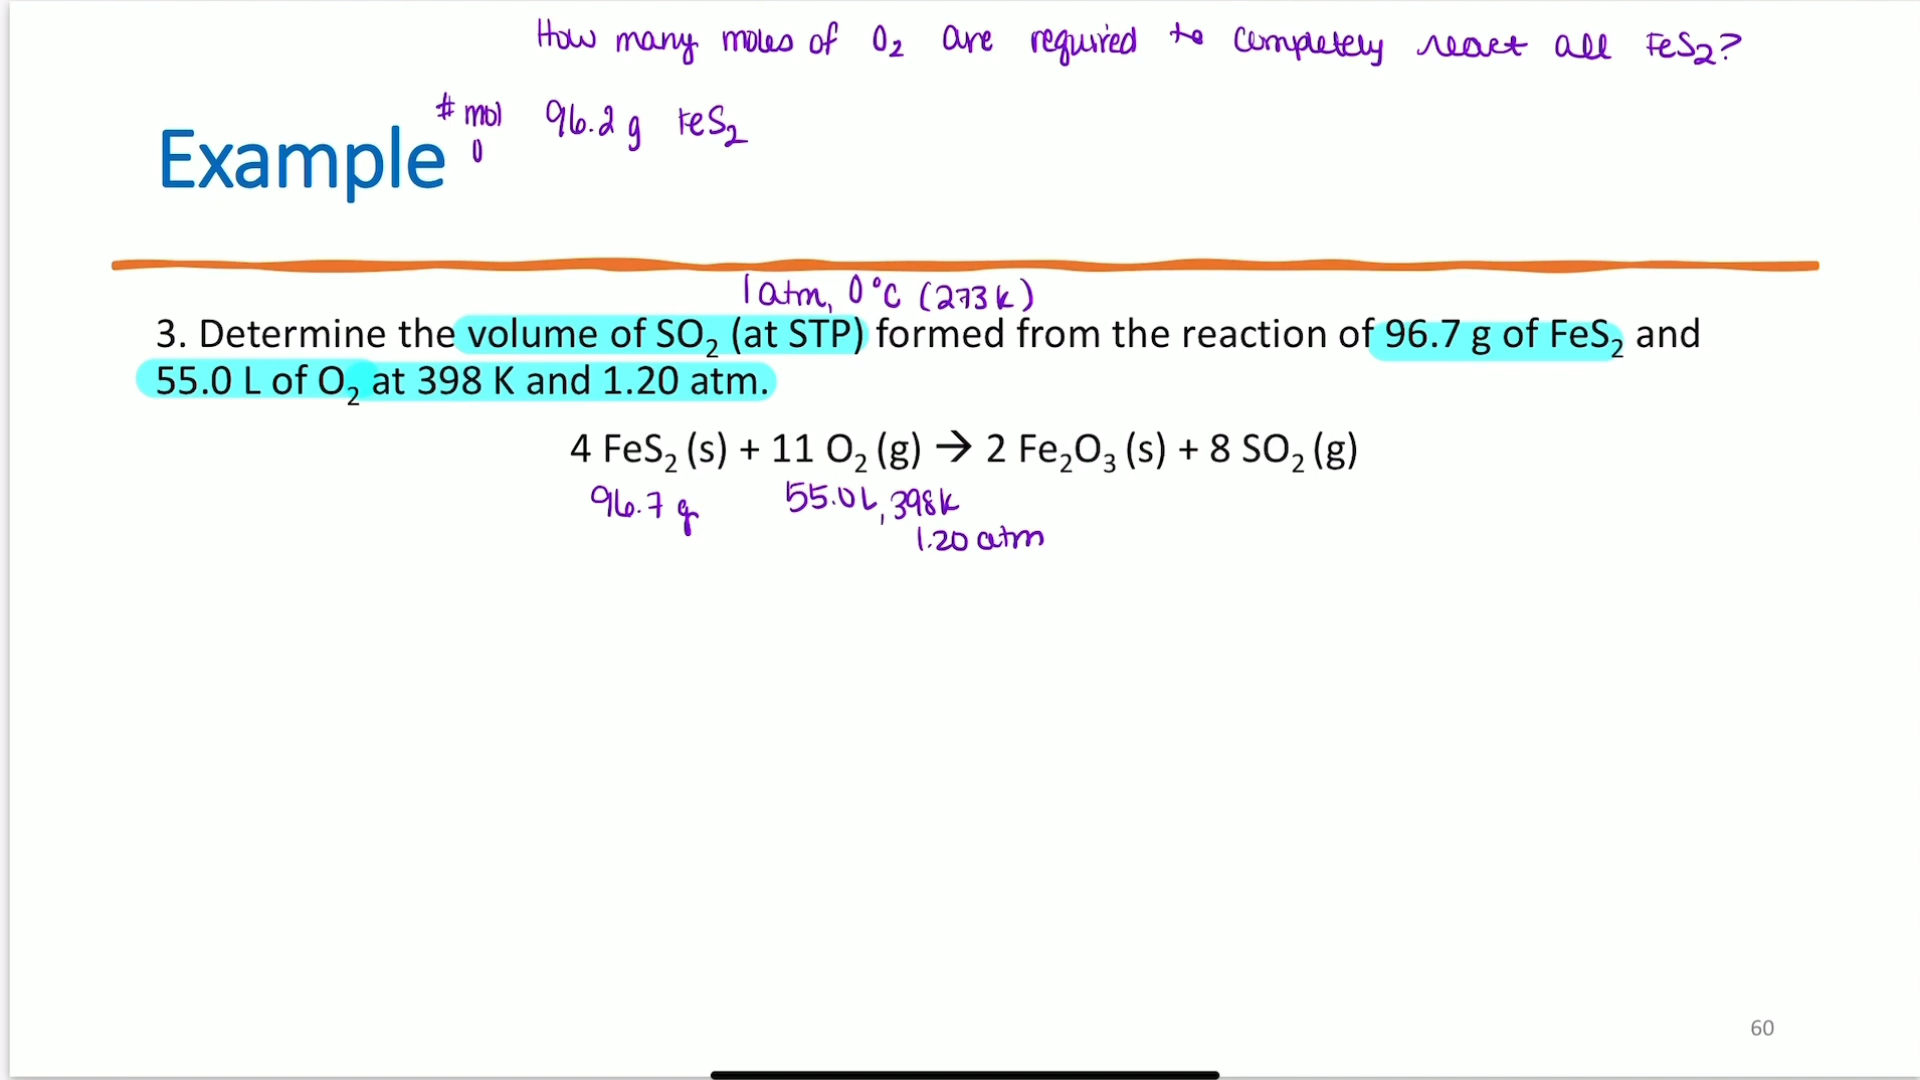 How many moles of O₂ are required to completely react all FeS₂?
# mol 96.2 g FeS₂
0
Example
1 atm, 0°C (273 K)
3. Determine the volume of SO₂ (at STP) formed from the reaction of 96.7 g of FeS₂ and
55.0 L of O₂ at 398 K and 1.20 atm.
4 FeS₂ (s) + 11 O₂ (g) → 2 Fe₂O₃ (s) + 8 SO₂ (g)
96.7 g 55.0 L, 398 K
1.20 atm
60